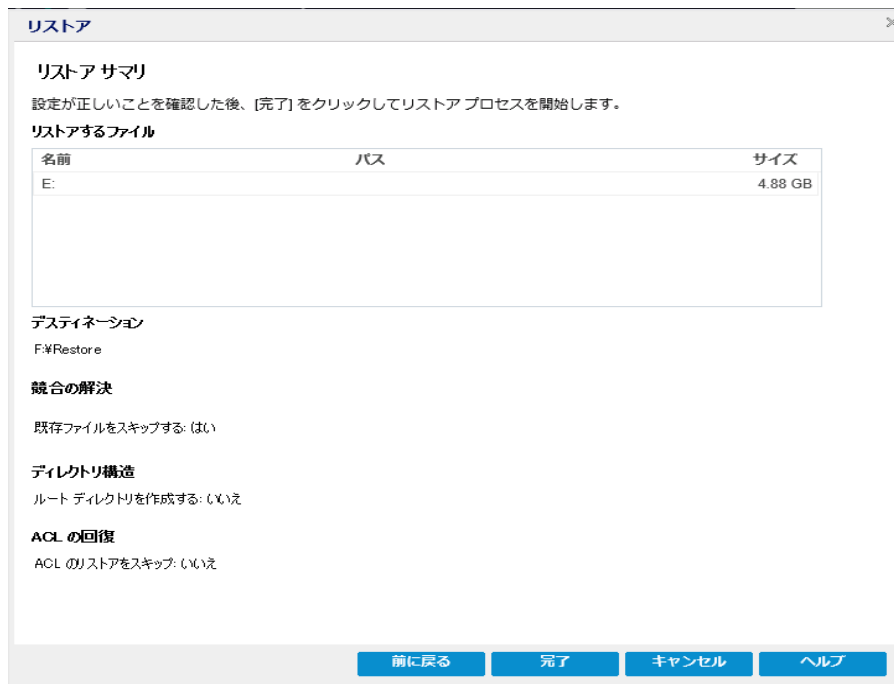 リストア
リストア サマリ
設定が正しいことを確認した後、[完了] をクリックしてリストア プロセスを開始します。
リストアするファイル
名前 パス サイズ
E: 4.88 GB
デスティネーション
F:¥Restore
競合の解決
既存ファイルをスキップする: はい
ディレクトリ構造
ルート ディレクトリを作成する: いいえ
ACL の回復
ACL のリストアをスキップ: いいえ
前に戻る 完了 キャンセル ヘルプ